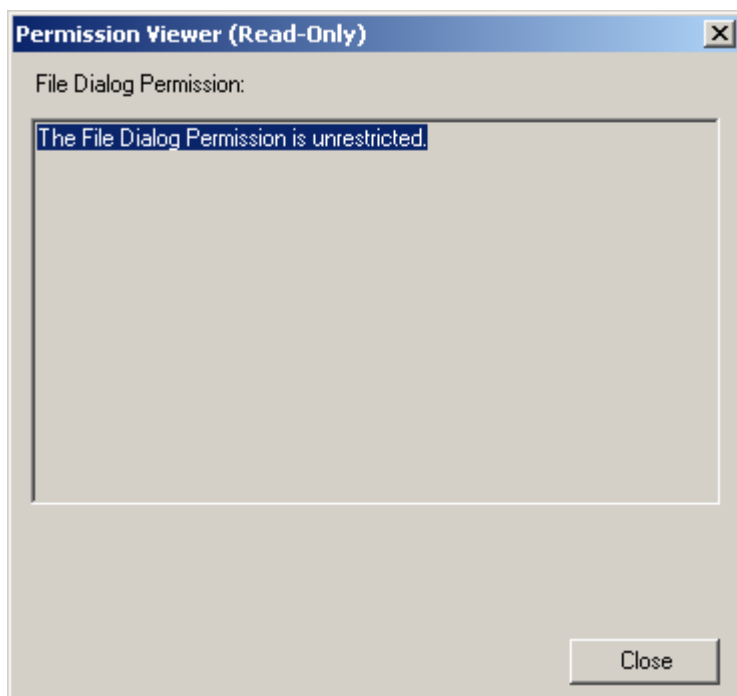 Permission Viewer (Read-Only)
File Dialog Permission:
The File Dialog Permission is unrestricted.
Close